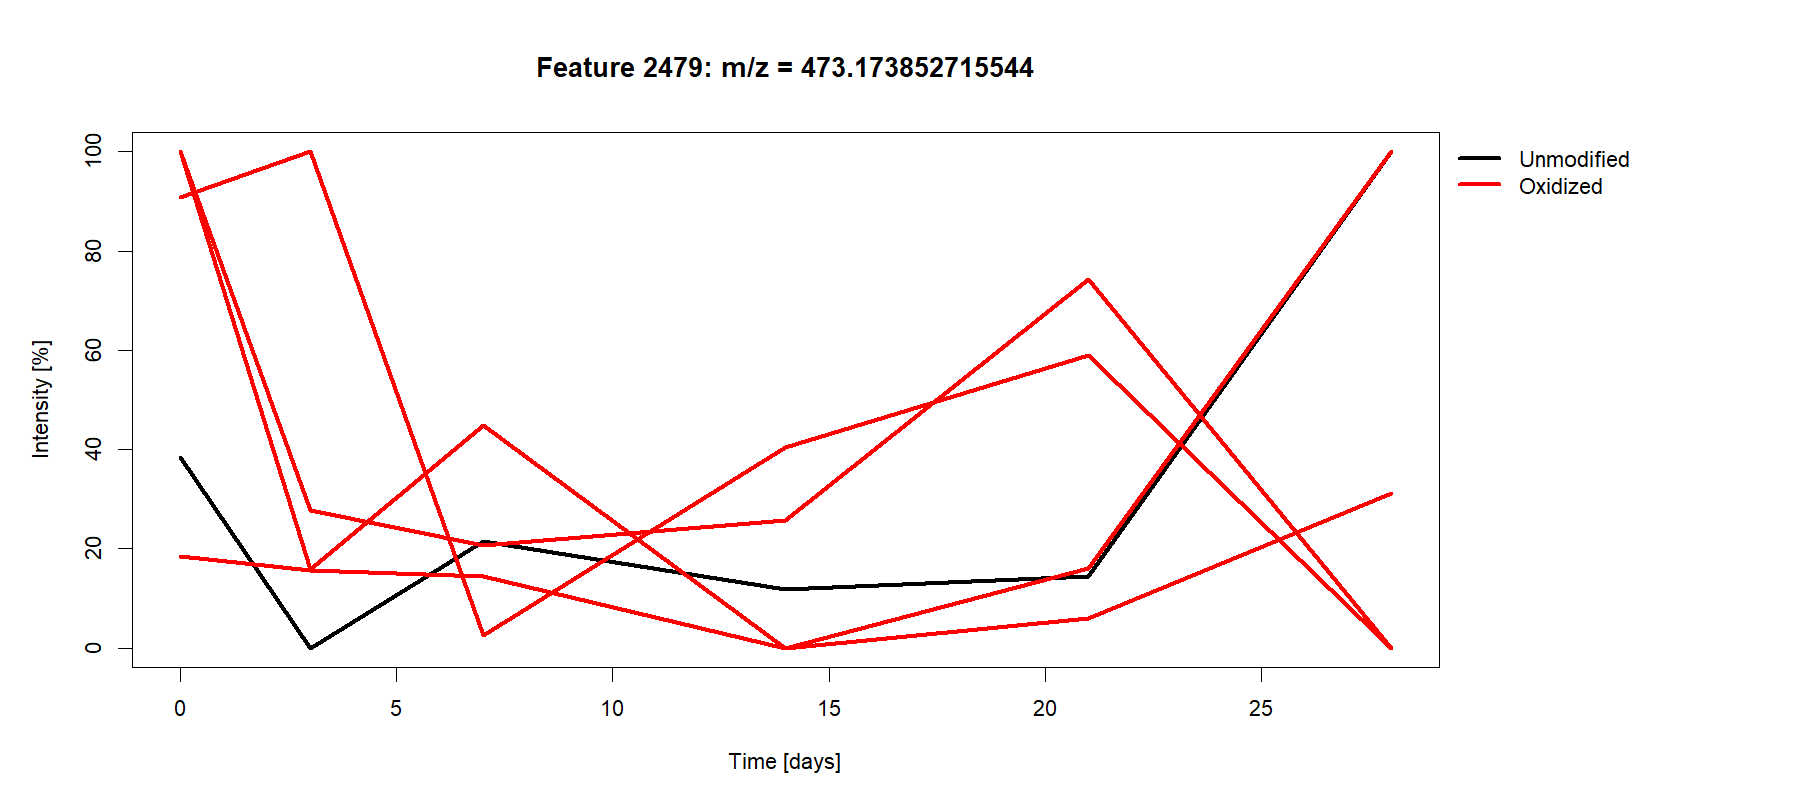 Feature 2479: m/z = 473.173852715544
Unmodified
Oxidized
100
80
60
40
20
0
Intensity [%]
0 5 10 15 20 25
Time [days]